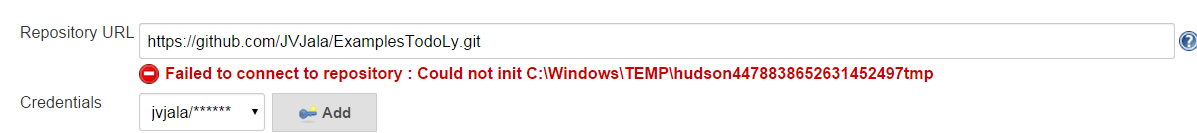 Repository URL
https://github.com/JVJala/ExamplesTodoLy.git
Failed to connect to repository : Could not init C:\Windows\TEMP\hudson4478838652631452497tmp
Credentials
jvjala/******
Add